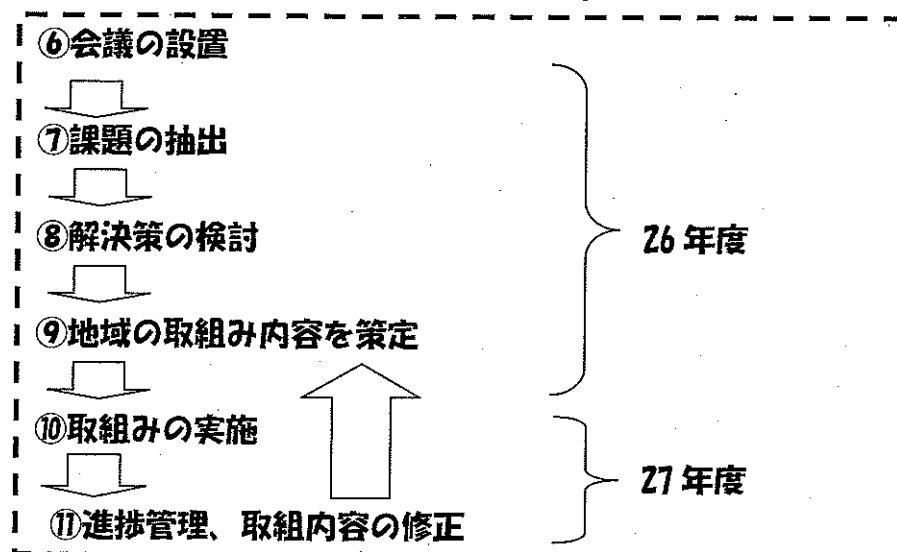 ⑥会議の設置
⑦課題の抽出
⑧解決策の検討
26年度
⑨地域の取組み内容を策定
⑩取組みの実施
27年度
⑪進捗管理、取組内容の修正